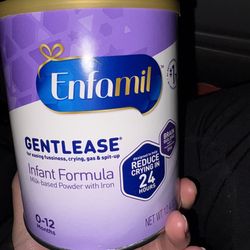 Enfamil
GENTLEASE®
for easing fussiness, crying, gas & spit-up
Infant Formula
Milk-based Powder with Iron
REDUCE
CRYING IN
24
HOURS
0-12
Months
NET